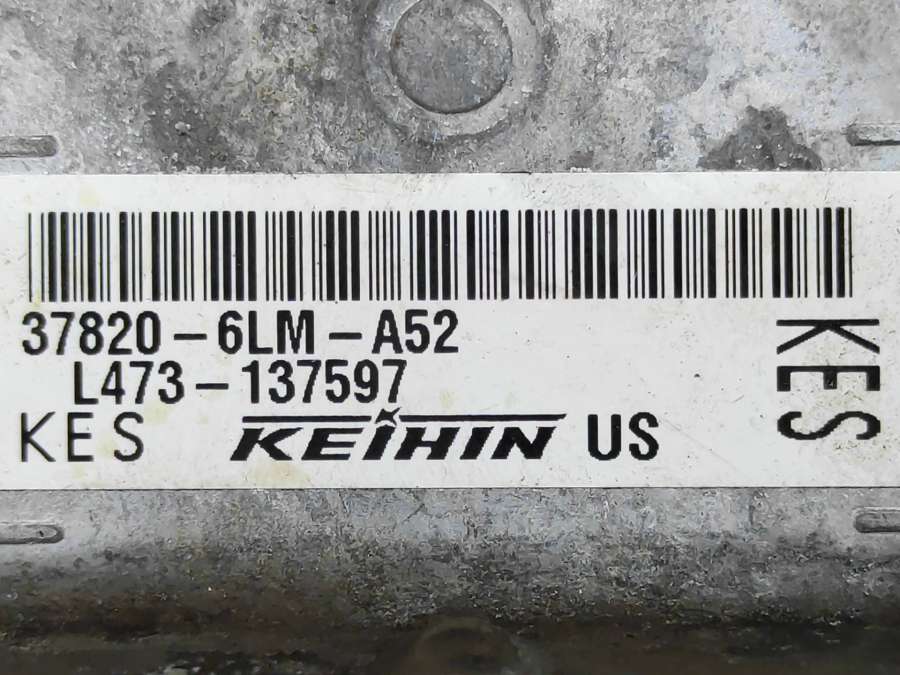 37820-6LM-A52
L473-137597
KES KEIHIN US
KES